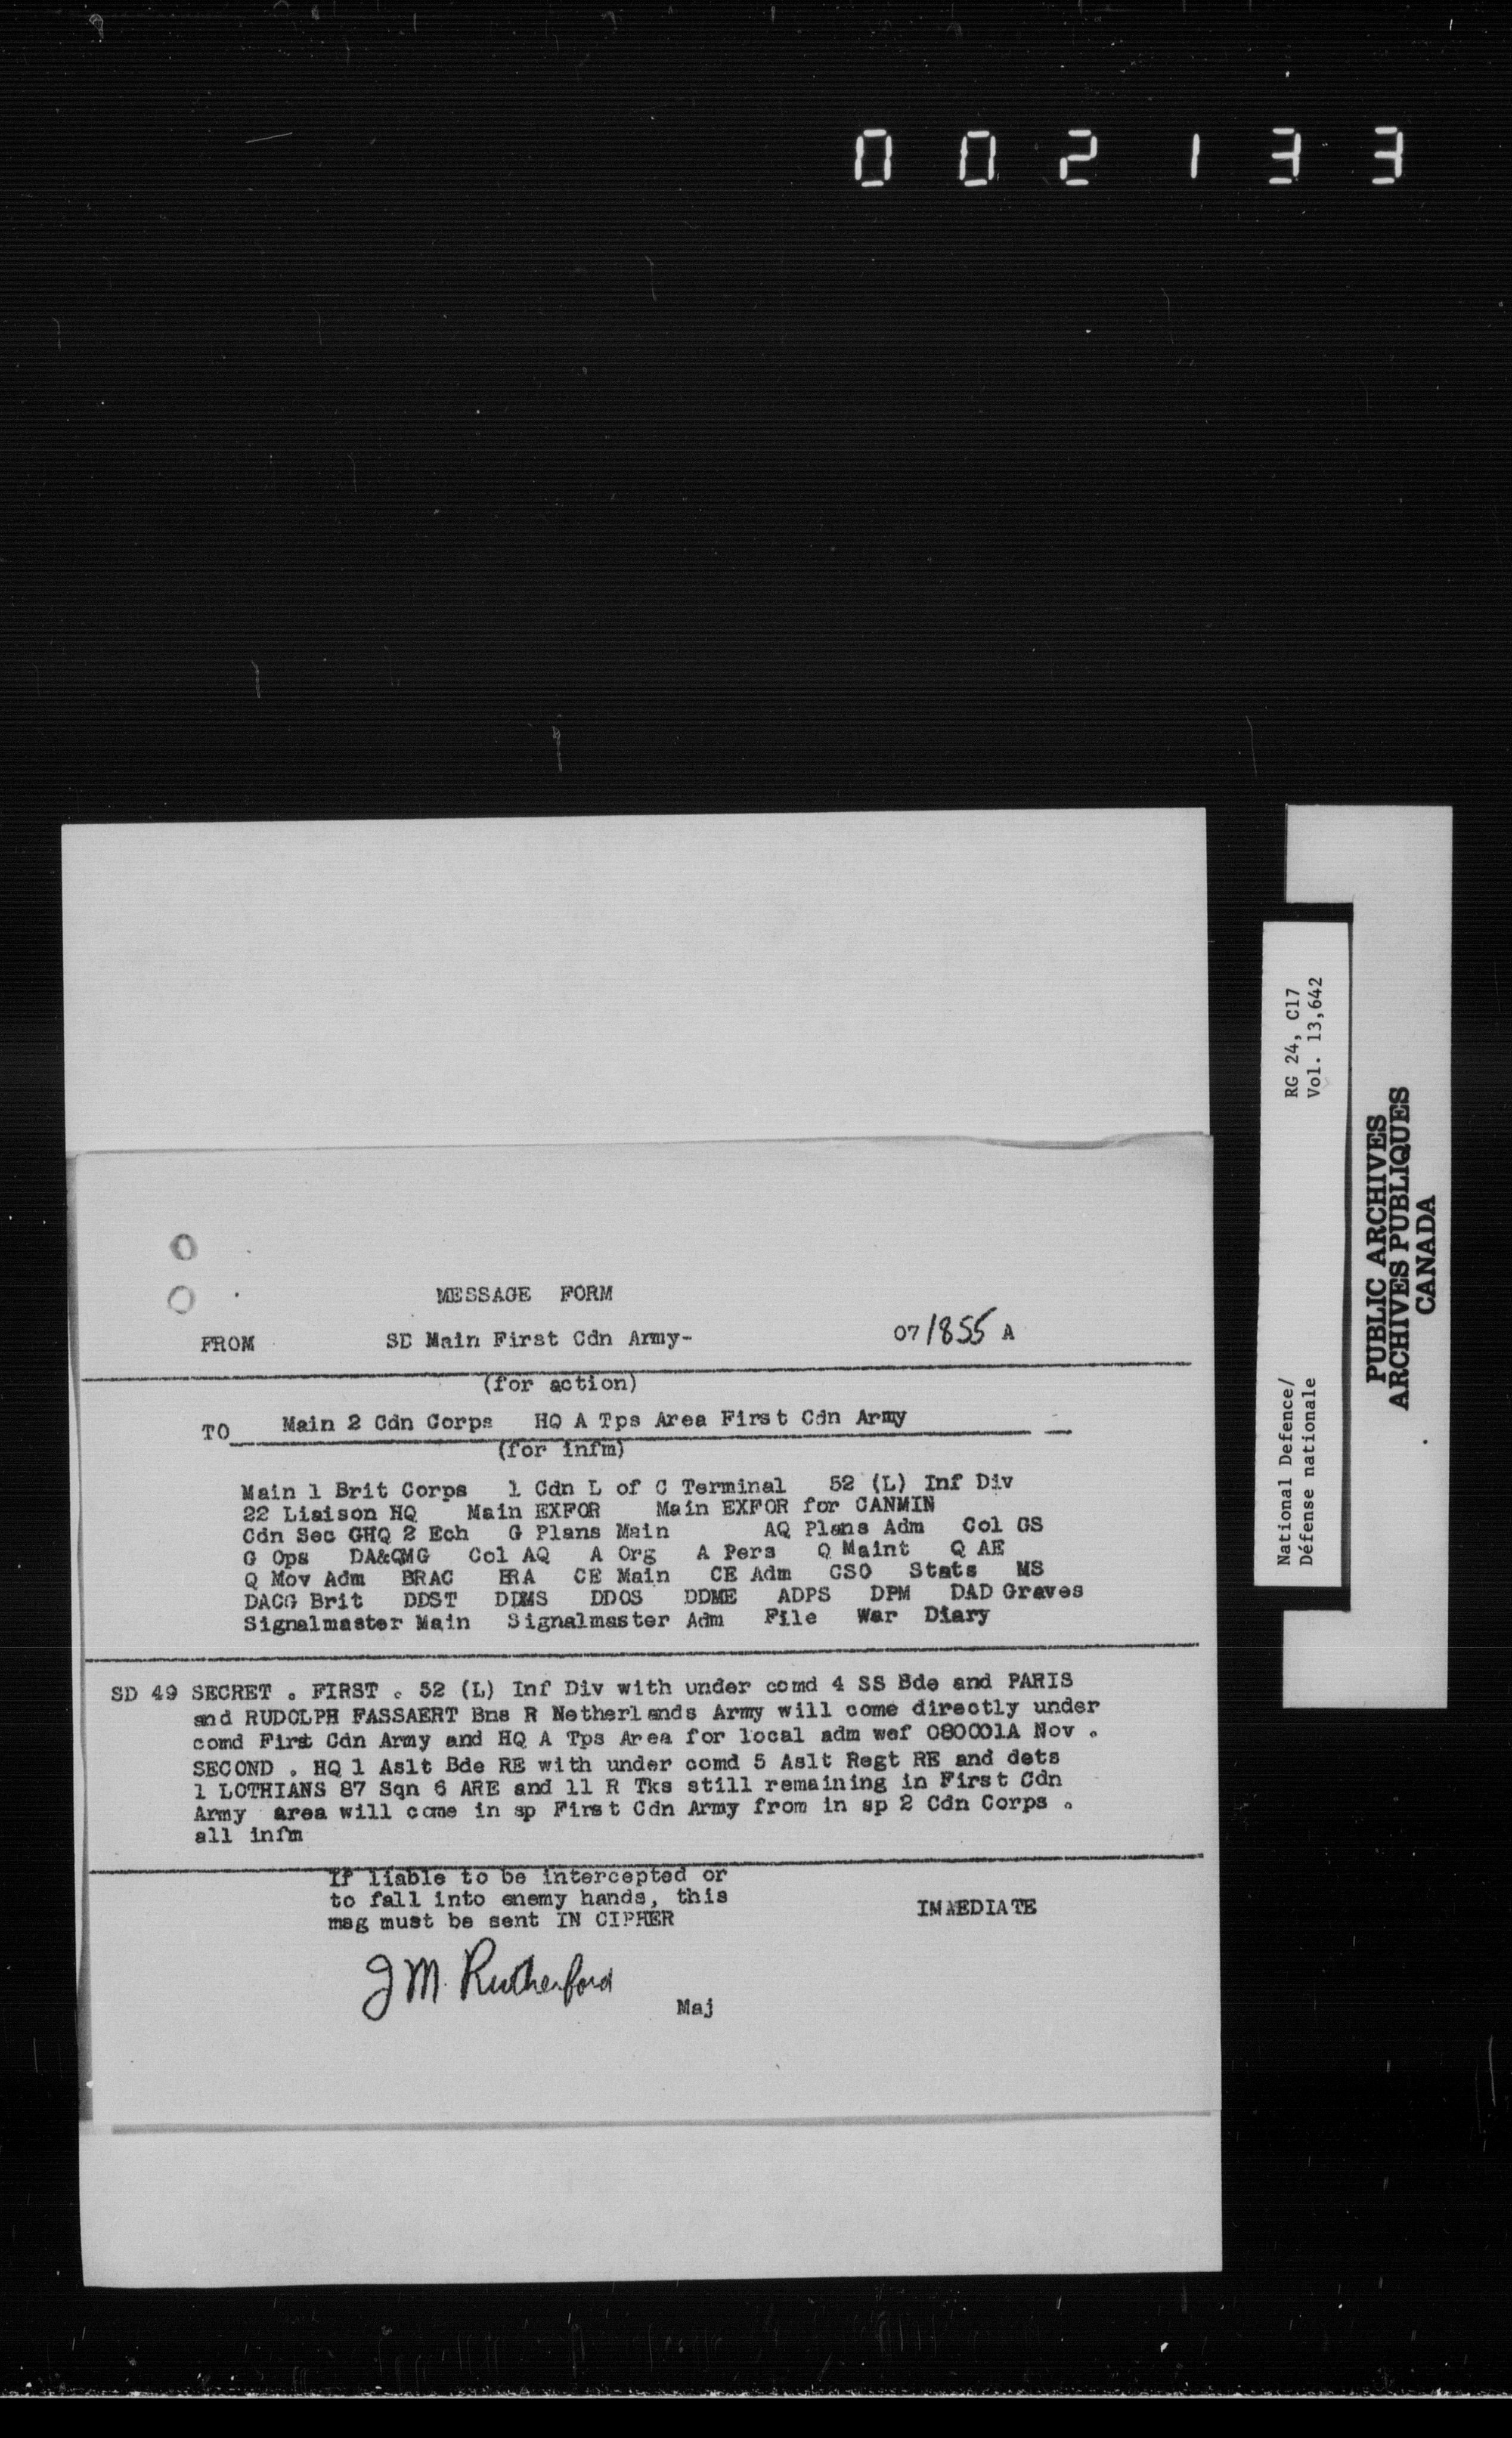 002133
MESSAGE FORM
FROM SD Main First Cdn Army- 071855 A
(for action)
TO Main 2 Cdn Corps HQ A Tps Area First Cdn Army
(for infm)
Main 1 Brit Corps 1 Cdn L of C Terminal 52 (L) Inf Div
22 Liaison HQ Main EXFOR Main EXFOR for CANMIN
Cdn Sec GHQ 2 Ech G Plans Main AQ Plans Adm Col GS
G Ops DA&QMG Col AQ A Org A Pers Q Maint Q AE
Q Mov Adm BRAC BRA CE Main CE Adm CSO Stats MS
DACG Brit DDST DDMS DDOS DDME ADPS DPM DAD Graves
Signalmaster Main Signalmaster Adm File War Diary
SD 49 SECRET . FIRST . 52 (L) Inf Div with under comd 4 SS Bde and PARIS
and RUDOLPH FASSAERT Bns R Netherlands Army will come directly under
comd First Cdn Army and HQ A Tps Area for local adm wef 080001A Nov .
SECOND . HQ 1 Aslt Bde RE with under comd 5 Aslt Regt RE and dets
1 LOTHIANS 87 Sqn 6 ARE and 11 R Tks still remaining in First Cdn
Army area will come in sp First Cdn Army from in sp 2 Cdn Corps .
all infm
If liable to be intercepted or
to fall into enemy hands, this
msg must be sent IN CIPHER
IMMEDIATE
J M. Rutherford
Maj
RG 24, C17
Vol. 13,642
National Defence/
Défense nationale
PUBLIC ARCHIVES
ARCHIVES PUBLIQUES
CANADA